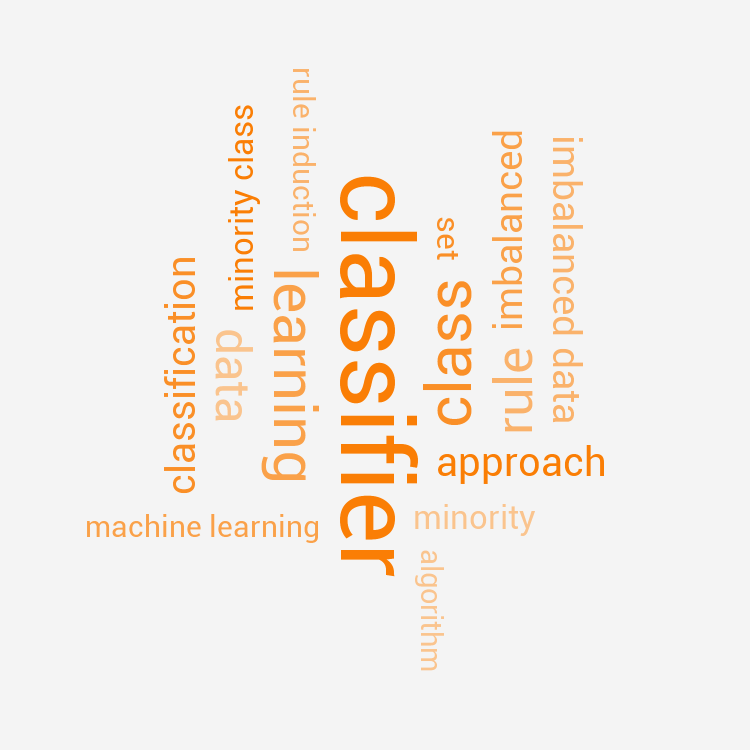 classification
data
minority class
learning
rule induction
classifier
set
class
imbalanced
rule
imbalanced data
approach
machine learning
minority
algorithm